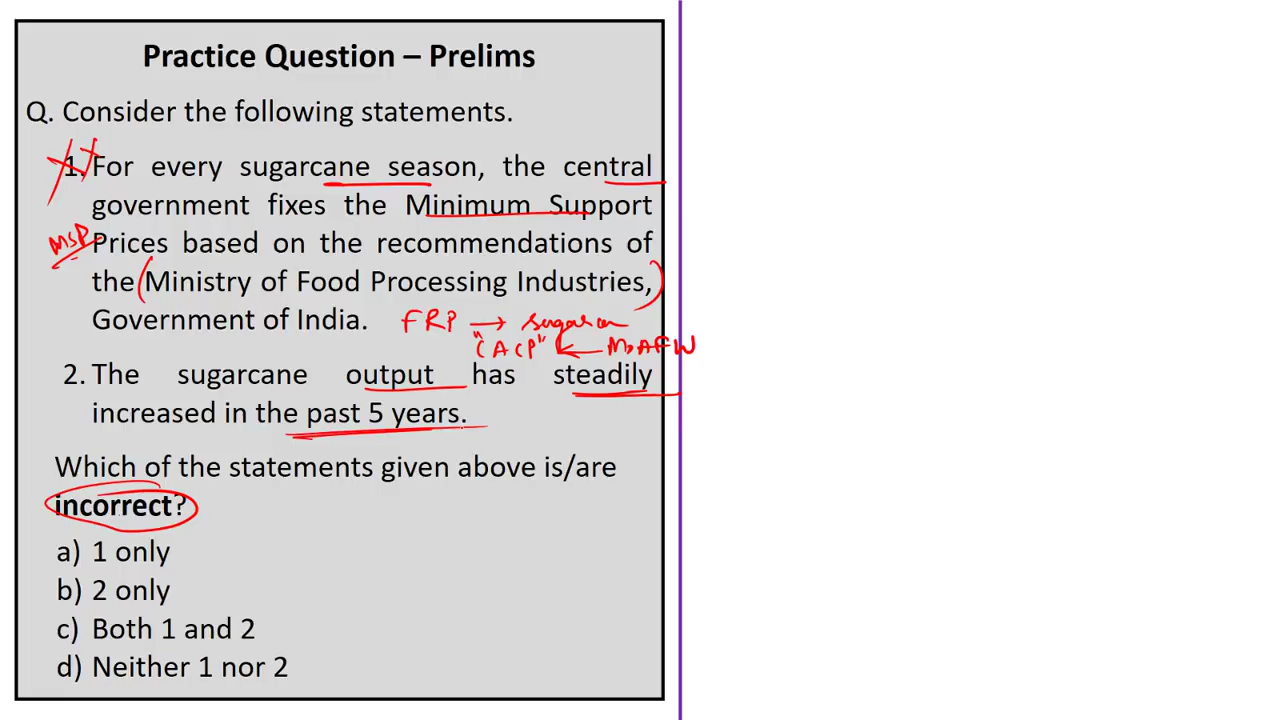 Practice Question – Prelims
Q. Consider the following statements.
1. For every sugarcane season, the central
government fixes the Minimum Support
MSP Prices based on the recommendations of
the (Ministry of Food Processing Industries,)
Government of India. FRP → sugarcan
"CACP" ← MoAFW
2. The sugarcane output has steadily
increased in the past 5 years.
Which of the statements given above is/are
incorrect?
a) 1 only
b) 2 only
c) Both 1 and 2
d) Neither 1 nor 2